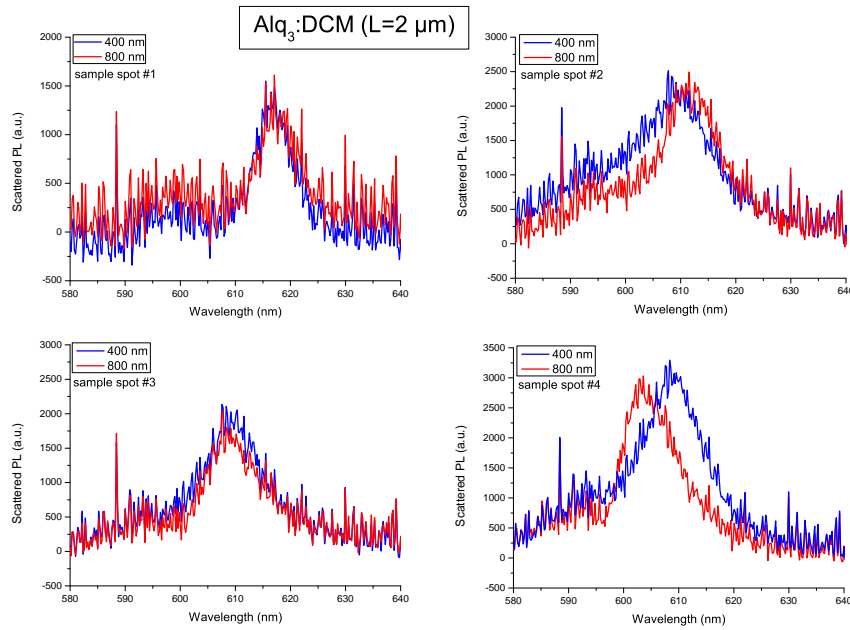 Alq3:DCM (L=2 µm)
400 nm
800 nm
sample spot #1
Scattered PL (a.u.)
2000
1500
1000
500
0
-500
580 590 600 610 620 630 640
Wavelength (nm)
400 nm
800 nm
sample spot #2
Scattered PL (a.u.)
3000
2500
2000
1500
1000
500
0
-500
580 590 600 610 620 630 640
Wavelength (nm)
400 nm
800 nm
sample spot #3
Scattered PL (a.u.)
3000
2500
2000
1500
1000
500
0
-500
580 590 600 610 620 630 640
Wavelength (nm)
400 nm
800 nm
sample spot #4
Scattered PL (a.u.)
3500
3000
2500
2000
1500
1000
500
0
-500
580 590 600 610 620 630 640
Wavelength (nm)